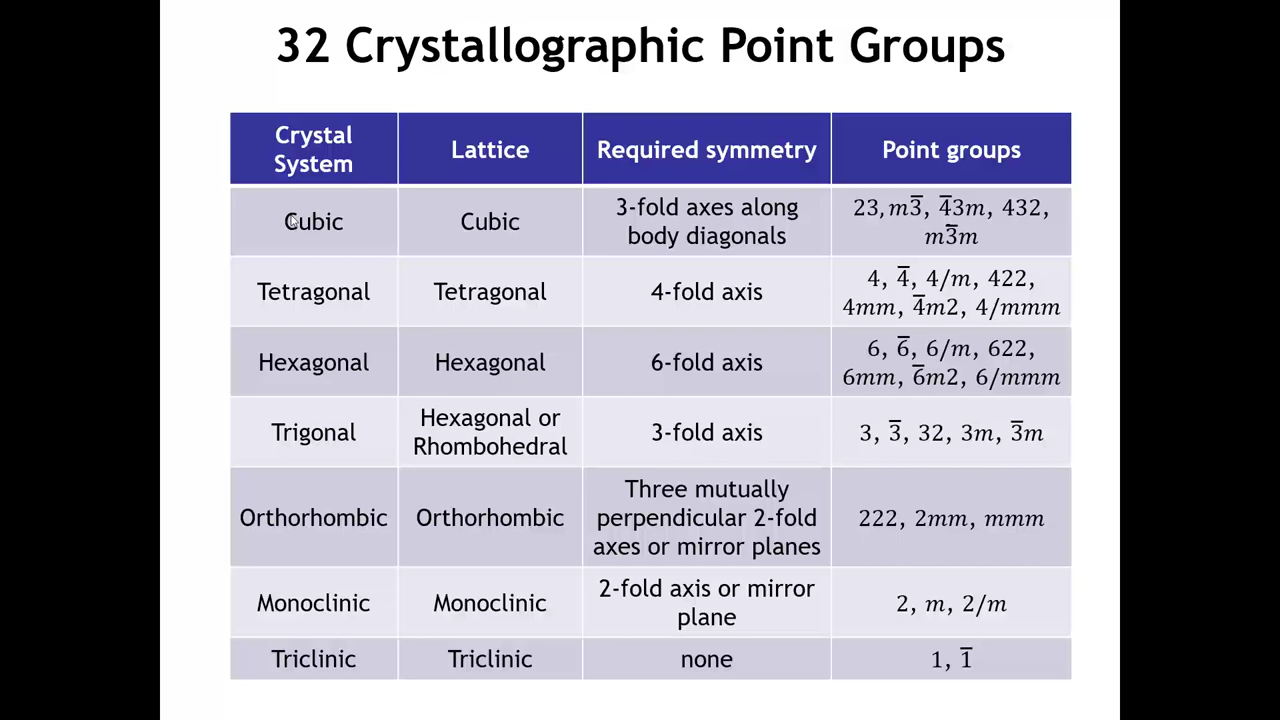 32 Crystallographic Point Groups
Crystal
System
Lattice
Required symmetry
Point groups
Cubic
Cubic
3-fold axes along
body diagonals
23, m3̅, 4̅3m, 432,
m3̅m
Tetragonal
Tetragonal
4-fold axis
4, 4̅, 4/m, 422,
4mm, 4̅m2, 4/mmm
Hexagonal
Hexagonal
6-fold axis
6, 6̅, 6/m, 622,
6mm, 6̅m2, 6/mmm
Trigonal
Hexagonal or
Rhombohedral
3-fold axis
3, 3̅, 32, 3m, 3̅m
Orthorhombic
Orthorhombic
Three mutually
perpendicular 2-fold
axes or mirror planes
222, 2mm, mmm
Monoclinic
Monoclinic
2-fold axis or mirror
plane
2, m, 2/m
Triclinic
Triclinic
none
1, 1̅